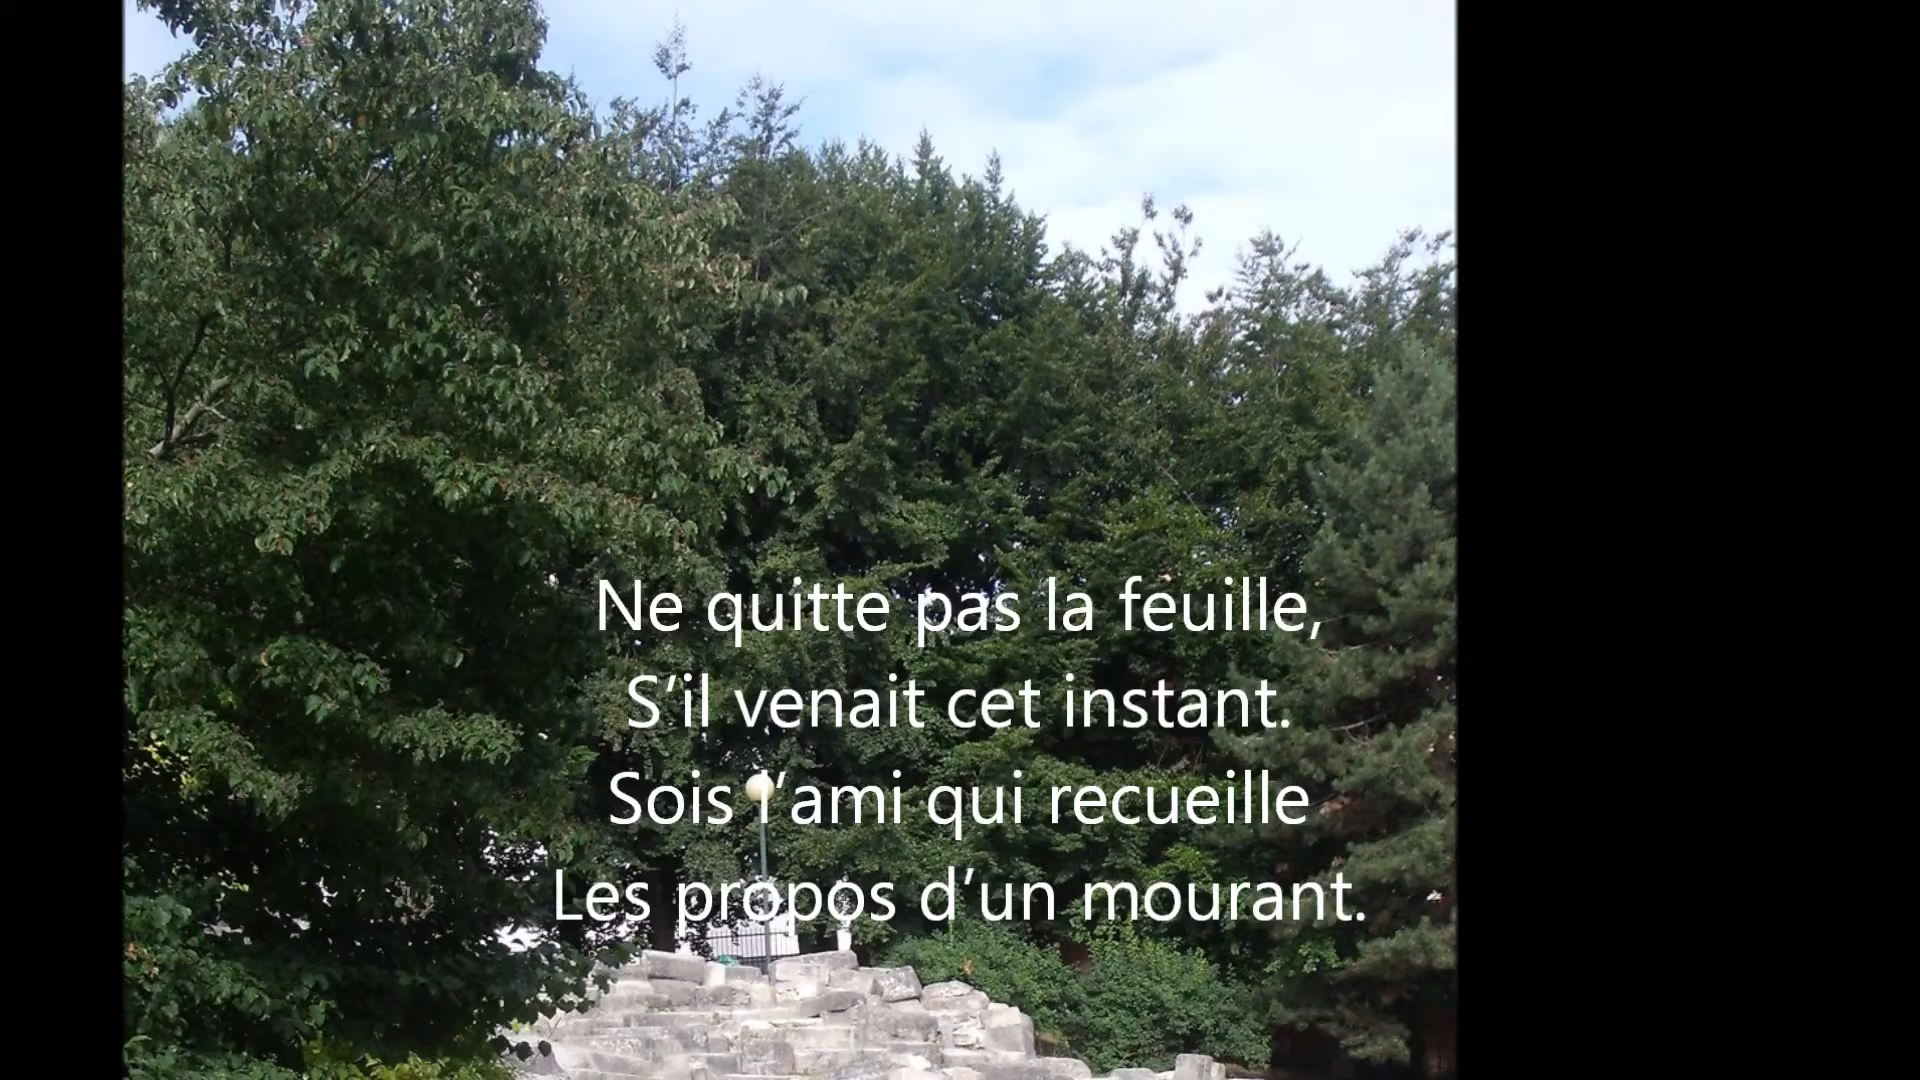 Ne quitte pas la feuille,
S'il venait cet instant.
Sois l'ami qui recueille
Les propos d'un mourant.